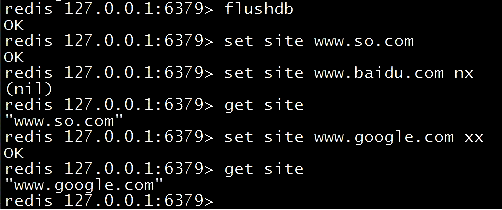 redis 127.0.0.1:6379> flushdb
OK
redis 127.0.0.1:6379> set site www.so.com
OK
redis 127.0.0.1:6379> set site www.baidu.com nx
(nil)
redis 127.0.0.1:6379> get site
"www.so.com"
redis 127.0.0.1:6379> set site www.google.com xx
OK
redis 127.0.0.1:6379> get site
"www.google.com"
redis 127.0.0.1:6379>